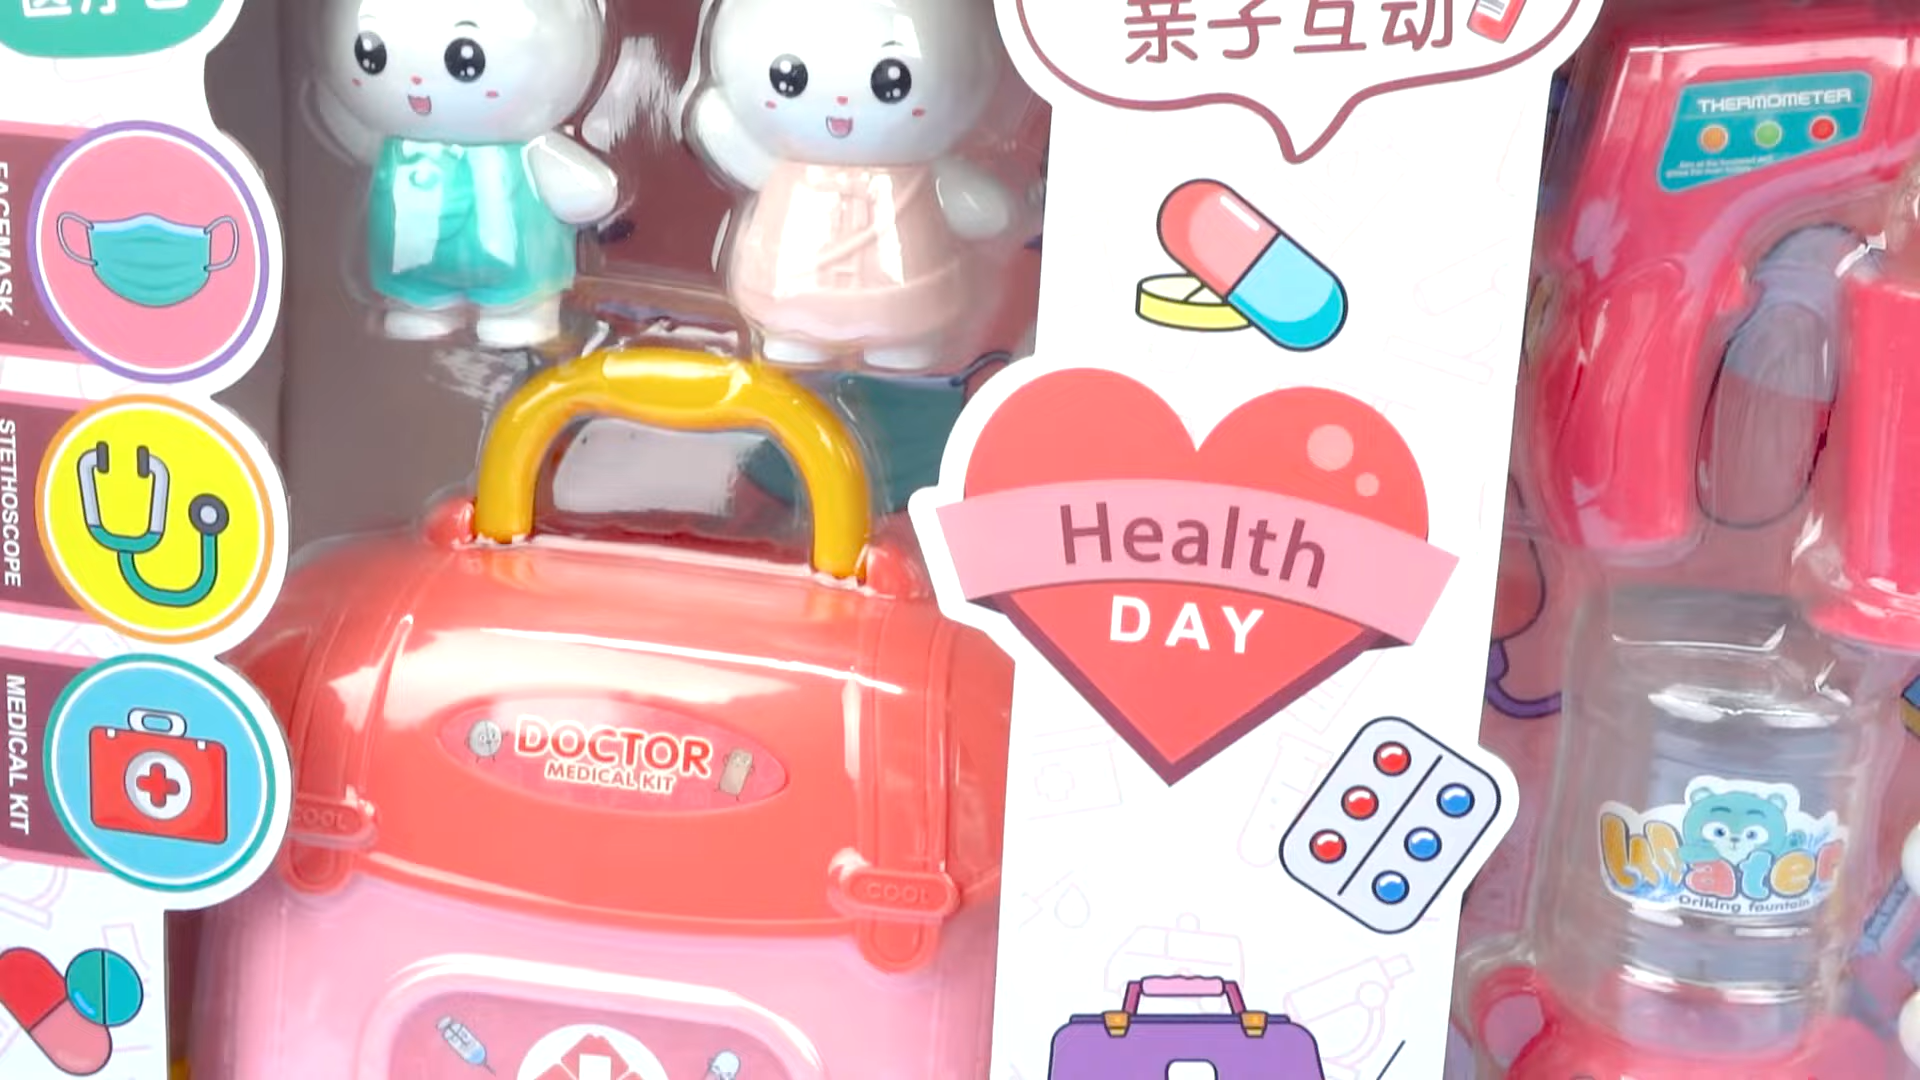 亲子互动
THERMOMETER
FACEMASK
STETHOSCOPE
MEDICAL KIT
Health
DAY
DOCTOR
MEDICAL KIT
COOL
COOL
Water
Driking fountain